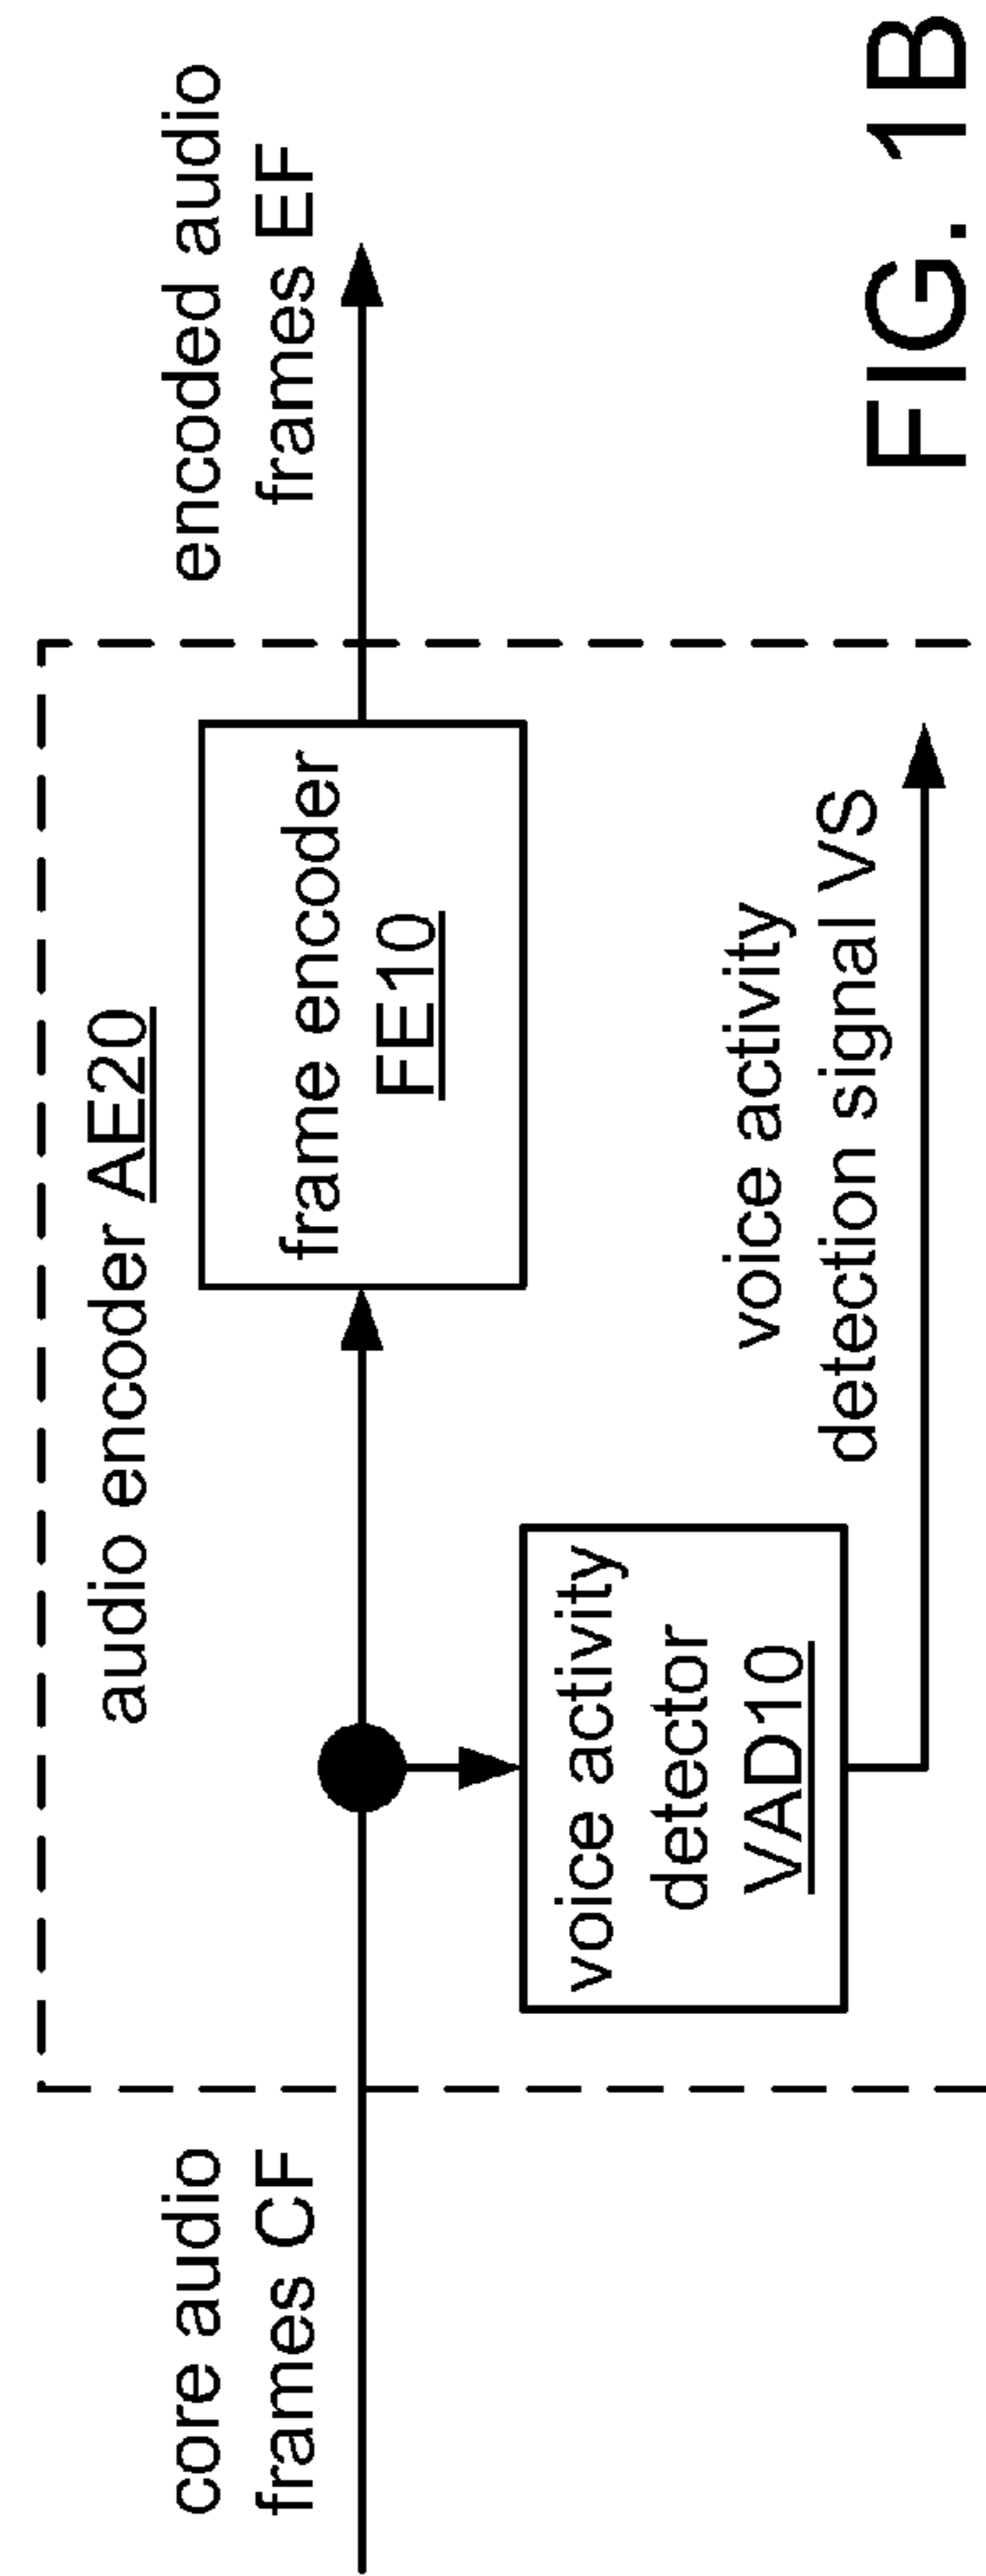 audio encoder AE20
core audio
frames CF
frame encoder
FE10
encoded audio
frames EF
voice activity
detector
VAD10
voice activity
detection signal VS
FIG. 1B